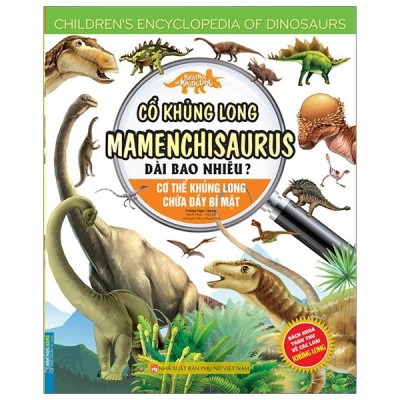 CHILDREN'S ENCYCLOPEDIA OF DINOSAURS
CỔ KHỦNG LONG
MAMENCHISAURUS
DÀI BAO NHIÊU?
CƠ THỂ KHỦNG LONG
CHỨA ĐẦY BÍ MẬT
BÁCH KHOA
TOÀN THƯ
VỀ CÁC LOÀI
KHỦNG LONG
NHÀ XUẤT BẢN PHỤ NỮ VIỆT NAM